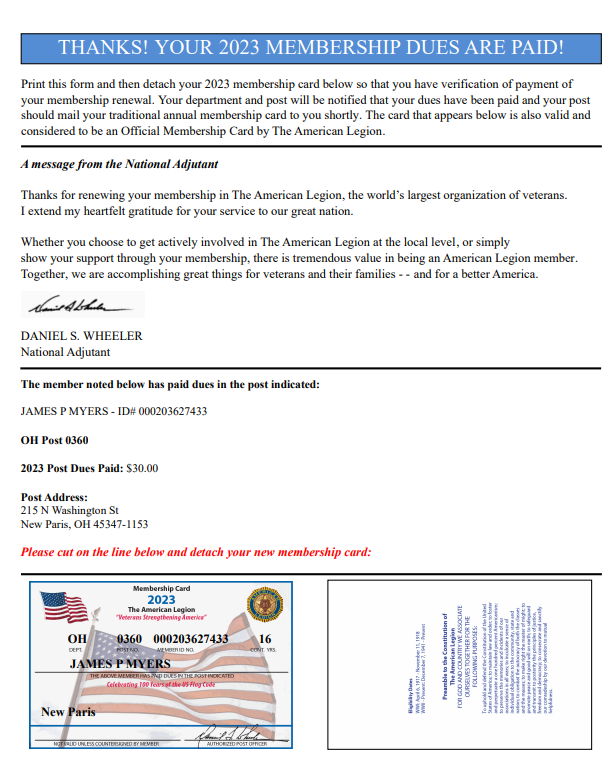 THANKS! YOUR 2023 MEMBERSHIP DUES ARE PAID!
Print this form and then detach your 2023 membership card below so that you have verification of payment of
your membership renewal. Your department and post will be notified that your dues have been paid and your post
should mail your traditional annual membership card to you shortly. The card that appears below is also valid and
considered to be an Official Membership Card by The American Legion.
A message from the National Adjutant
Thanks for renewing your membership in The American Legion, the world's largest organization of veterans.
I extend my heartfelt gratitude for your service to our great nation.
Whether you choose to get actively involved in The American Legion at the local level, or simply
show your support through your membership, there is tremendous value in being an American Legion member.
Together, we are accomplishing great things for veterans and their families - - and for a better America.
DANIEL S. WHEELER
National Adjutant
The member noted below has paid dues in the post indicated:
JAMES P MYERS - ID# 000203627433
OH Post 0360
2023 Post Dues Paid: $30.00
Post Address:
215 N Washington St
New Paris, OH 45347-1153
Please cut on the line below and detach your new membership card:
Membership Card
2023
The American Legion
"Veterans Strengthening America"
OH 0360 000203627433 16
DEPT. POST NO. MEMBER ID NO. CONT. YRS.
JAMES P MYERS
THE ABOVE MEMBER HAS PAID DUES IN THE POST INDICATED
Celebrating 100 Years of the US Flag Code
New Paris
NOT VALID UNLESS COUNTERSIGNED BY MEMBER AUTHORIZED POST OFFICER
Eligibility Dates:
WWI: April 6, 1917 - November 11, 1918
WWII - Present: December 7, 1941 - Present
Preamble to the Constitution of
The American Legion
FOR GOD AND COUNTRY WE ASSOCIATE
OURSELVES TOGETHER FOR THE
FOLLOWING PURPOSES: